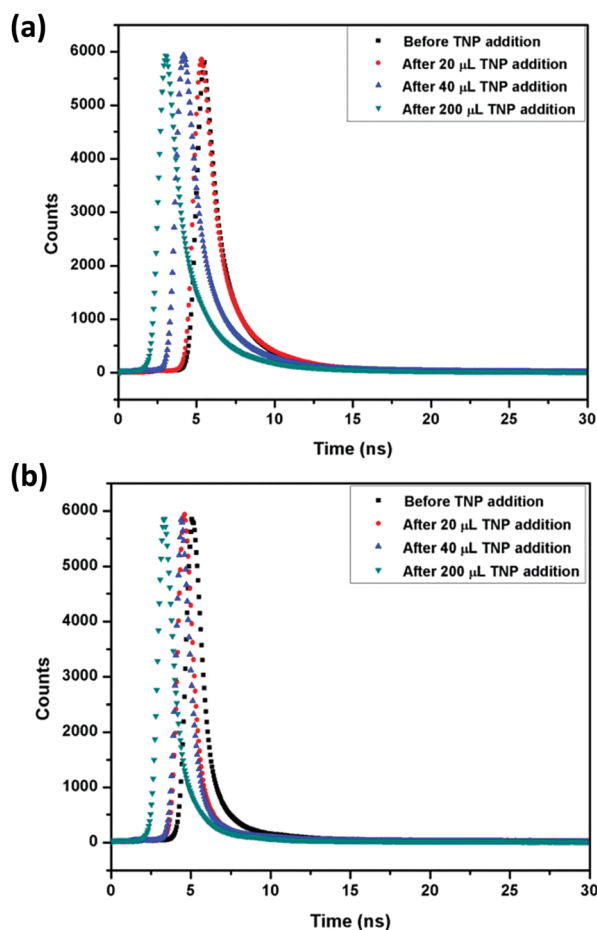 (a)
6000
5000
4000
3000
2000
1000
0
Counts
Before TNP addition
After 20 μL TNP addition
After 40 μL TNP addition
After 200 μL TNP addition
0 5 10 15 20 25 30
Time (ns)
(b)
6000
5000
4000
3000
2000
1000
0
Counts
Before TNP addition
After 20 μL TNP addition
After 40 μL TNP addition
After 200 μL TNP addition
0 5 10 15 20 25 30
Time (ns)